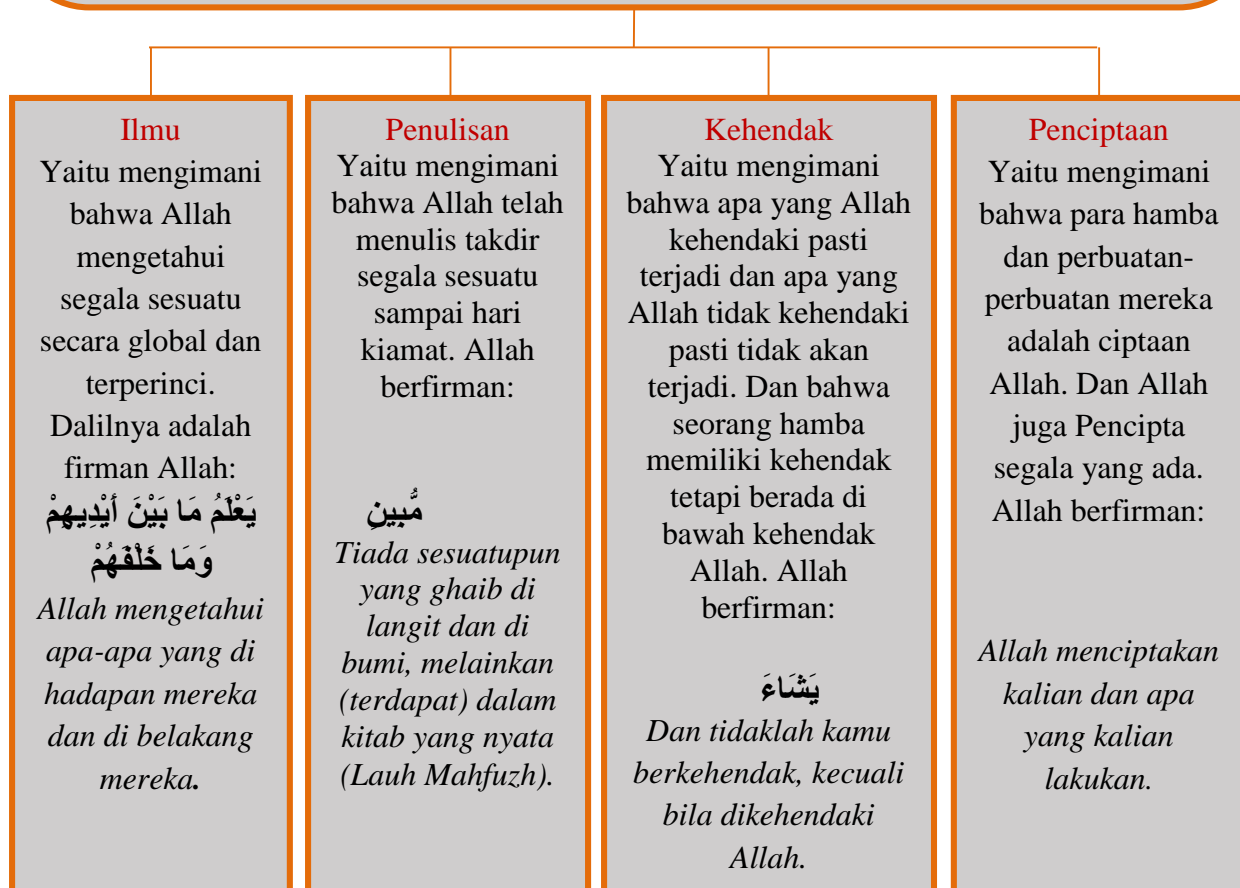 Ilmu
Yaitu mengimani
bahwa Allah
mengetahui
segala sesuatu
secara global dan
terperinci.
Dalilnya adalah
firman Allah:
يَعْلَمُ مَا بَيْنَ أَيْدِيهِمْ
وَمَا خَلْفَهُمْ
Allah mengetahui
apa-apa yang di
hadapan mereka
dan di belakang
mereka.
Penulisan
Yaitu mengimani
bahwa Allah telah
menulis takdir
segala sesuatu
sampai hari
kiamat. Allah
berfirman:
مُّبِينٍ
Tiada sesuatupun
yang ghaib di
langit dan di
bumi, melainkan
(terdapat) dalam
kitab yang nyata
(Lauh Mahfuzh).
Kehendak
Yaitu mengimani
bahwa apa yang Allah
kehendaki pasti
terjadi dan apa yang
Allah tidak kehendaki
pasti tidak akan
terjadi. Dan bahwa
seorang hamba
memiliki kehendak
tetapi berada di
bawah kehendak
Allah. Allah
berfirman:
يَشَاءَ
Dan tidaklah kamu
berkehendak, kecuali
bila dikehendaki
Allah.
Penciptaan
Yaitu mengimani
bahwa para hamba
dan perbuatan-
perbuatan mereka
adalah ciptaan
Allah. Dan Allah
juga Pencipta
segala yang ada.
Allah berfirman:
Allah menciptakan
kalian dan apa
yang kalian
lakukan.